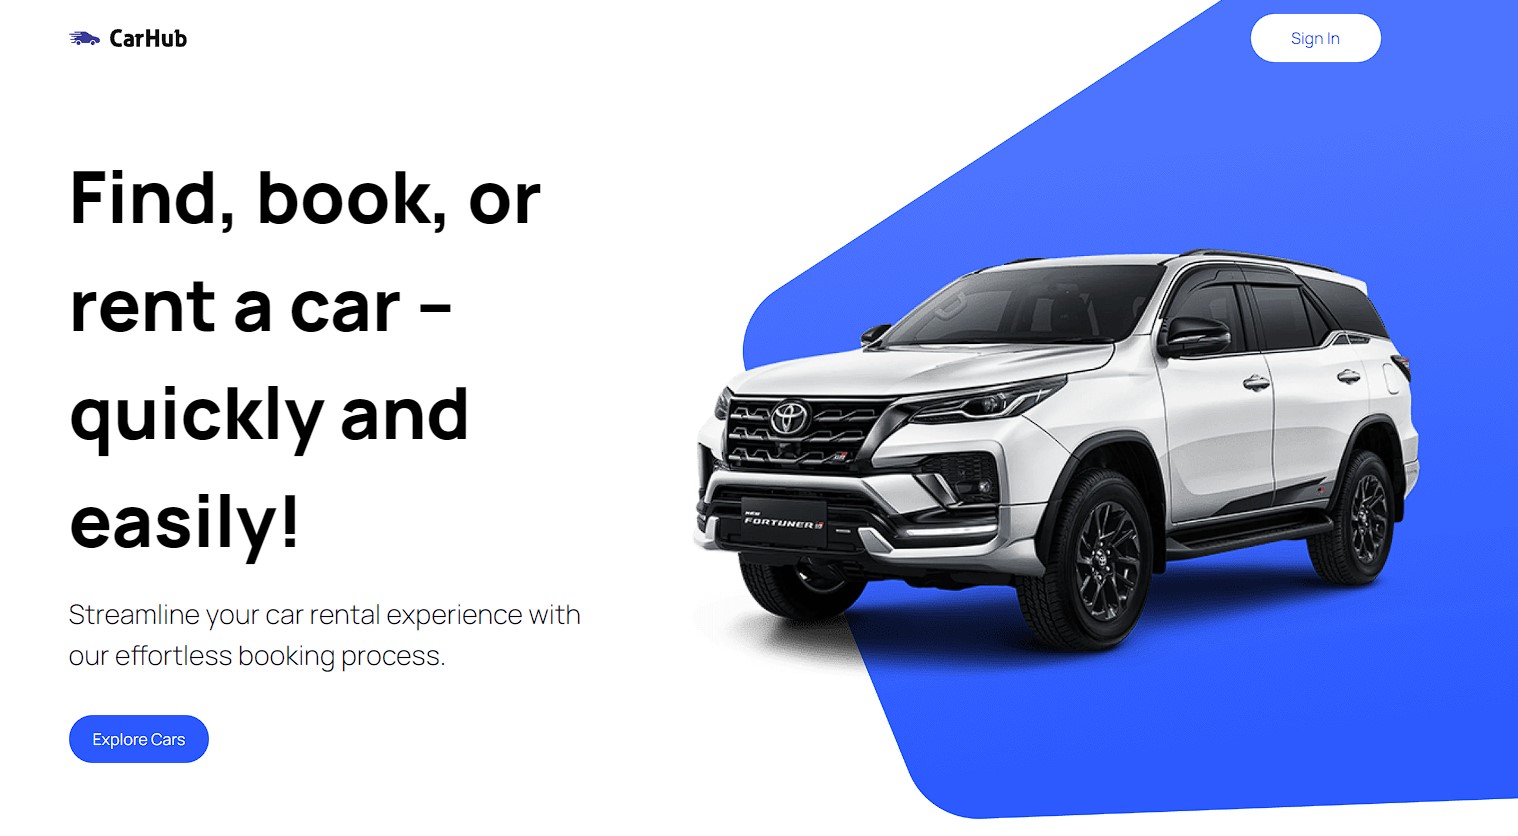 CarHub
Sign In
Find, book, or
rent a car –
quickly and
easily!
Streamline your car rental experience with
our effortless booking process.
Explore Cars
NEW
FORTUNER